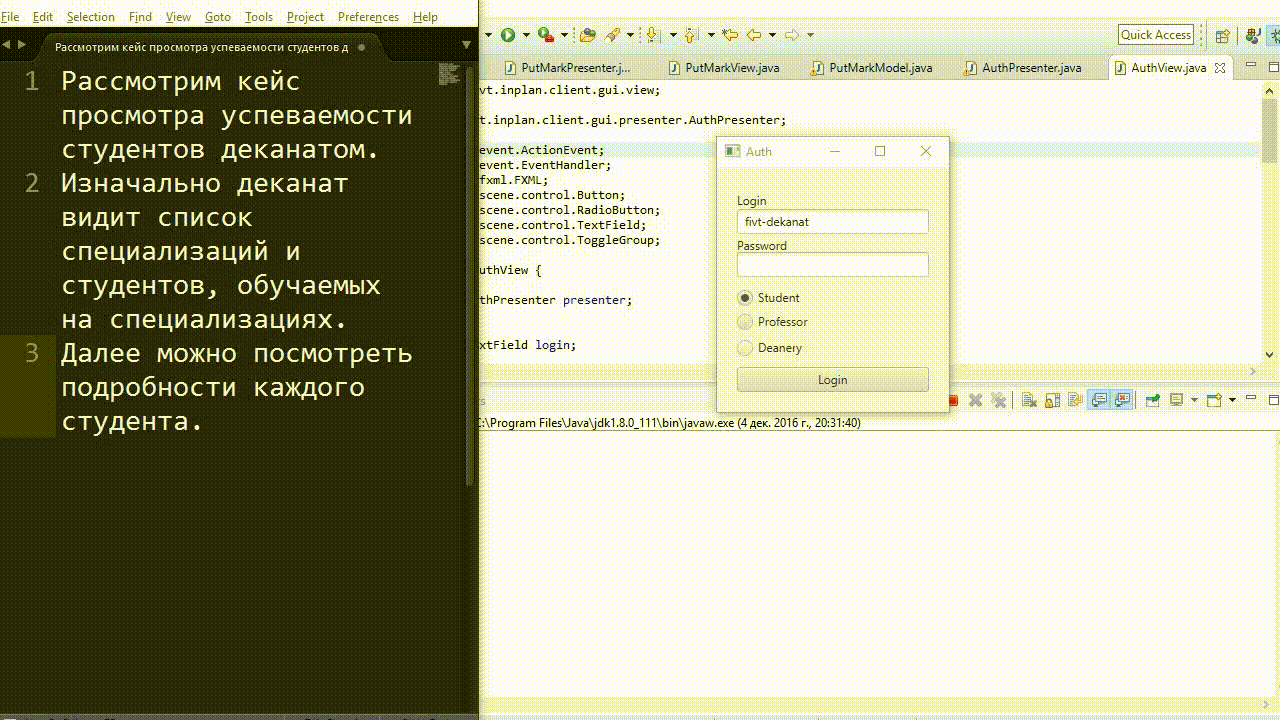 File Edit Selection Find View Goto Tools Project Preferences Help
Рассмотрим кейс просмотра успеваемости студентов д
1 Рассмотрим кейс
просмотра успеваемости
студентов деканатом.
2 Изначально деканат
видит список
специализаций и
студентов, обучаемых
на специализациях.
3 Далее можно посмотреть
подробности каждого
студента.
Quick Access
PutMarkPresenter.j... PutMarkView.java PutMarkModel.java AuthPresenter.java AuthView.java
vt.inplan.client.gui.view;
vt.inplan.client.gui.presenter.AuthPresenter;
event.ActionEvent;
event.EventHandler;
fxml.FXML;
scene.control.Button;
scene.control.RadioButton;
scene.control.TextField;
scene.control.ToggleGroup;
uthView {
thPresenter presenter;
xtField login;
Auth
Login
fivt-dekanat
Password
Student
Professor
Deanery
Login
C:\Program Files\Java\jdk1.8.0_111\bin\javaw.exe (4 дек. 2016 г., 20:31:40)